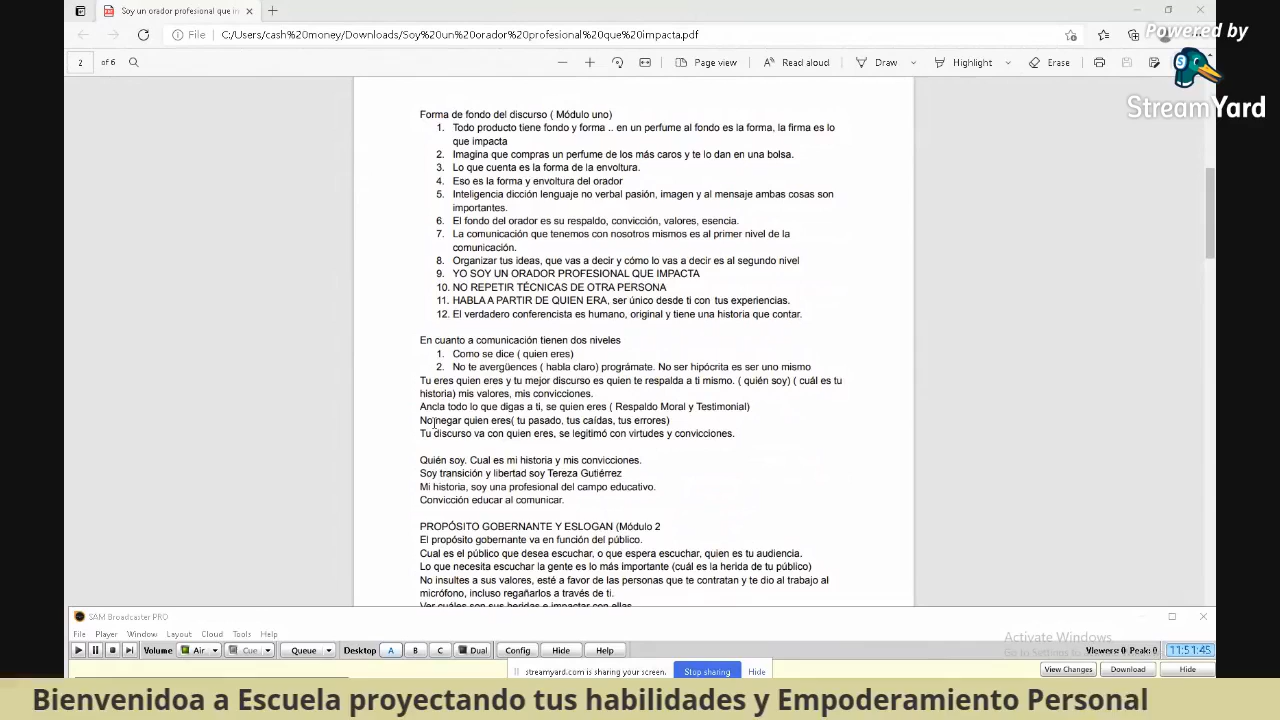 Soy un orador profesional que in
Powered by
File
C:/Users/cash%20money/Downloads/Soy%20un%20orador%20profesional%20que%20impacta.pdf
2 of 6
Page view
Read aloud
Draw
Highlight
Erase
StreamYard
Forma de fondo del discurso ( Módulo uno)
1. Todo producto tiene fondo y forma .. en un perfume al fondo es la forma, la firma es lo
que impacta
2. Imagina que compras un perfume de los más caros y te lo dan en una bolsa.
3. Lo que cuenta es la forma de la envoltura.
4. Eso es la forma y envoltura del orador
5. Inteligencia dicción lenguaje no verbal pasión, imagen y al mensaje ambas cosas son
importantes.
6. El fondo del orador es su respaldo, convicción, valores, esencia.
7. La comunicación que tenemos con nosotros mismos es al primer nivel de la
comunicación.
8. Organizar tus ideas, que vas a decir y cómo lo vas a decir es al segundo nivel
9. YO SOY UN ORADOR PROFESIONAL QUE IMPACTA
10. NO REPETIR TÉCNICAS DE OTRA PERSONA
11. HABLA A PARTIR DE QUIEN ERA, ser único desde ti con tus experiencias.
12. El verdadero conferencista es humano, original y tiene una historia que contar.
En cuanto a comunicación tienen dos niveles
1. Como se dice ( quien eres)
2. No te avergüences ( habla claro) prográmate. No ser hipócrita es ser uno mismo
Tu eres quien eres y tu mejor discurso es quien te respalda a ti mismo. ( quién soy) ( cuál es tu
historia) mis valores, mis convicciones.
Ancla todo lo que digas a ti, se quien eres ( Respaldo Moral y Testimonial)
No negar quien eres( tu pasado, tus caídas, tus errores)
Tu discurso va con quien eres, se legitimó con virtudes y convicciones.
Quién soy. Cual es mi historia y mis convicciones.
Soy transición y libertad soy Tereza Gutiérrez
Mi historia, soy una profesional del campo educativo.
Convicción educar al comunicar.
PROPÓSITO GOBERNANTE Y ESLOGAN (Módulo 2
El propósito gobernante va en función del público.
Cual es el público que desea escuchar, o que espera escuchar, quien es tu audiencia.
Lo que necesita escuchar la gente es lo más importante (cuál es la herida de tu público)
No insultes a sus valores, esté a favor de las personas que te contratan y te dio al trabajo al
micrófono, incluso regañarlos a través de ti.
Ver cuáles son sus heridas e impactar con ellas
SAM Broadcaster PRO
File Player Window Layout Cloud Tools Help
Volume Air Cue Queue Desktop A B C Dual Config Hide Help
Activate Windows
Go to Settings to
Viewers: 0 Peak: 0
11:51:45
streamyard.com is sharing your screen.
Stop sharing
Hide
View Changes
Download
Hide
Bienvenidoa a Escuela proyectando tus habilidades y Empoderamiento Personal